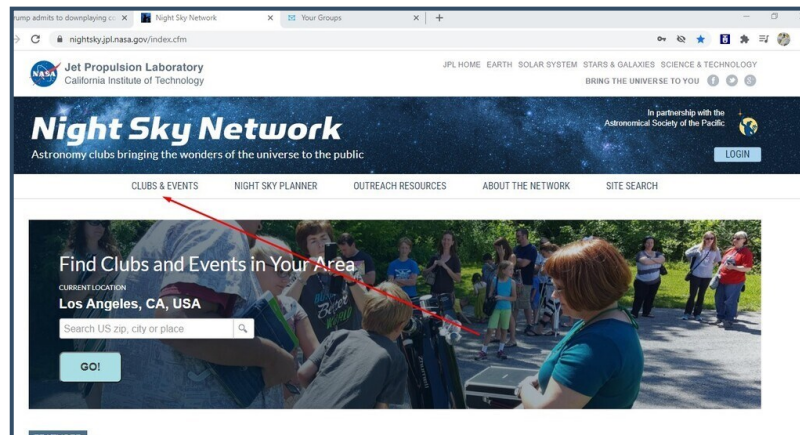 rump admits to downplaying co
Night Sky Network
Your Groups
nightsky.jpl.nasa.gov/index.cfm
NASA
Jet Propulsion Laboratory
California Institute of Technology
JPL HOME EARTH SOLAR SYSTEM STARS & GALAXIES SCIENCE & TECHNOLOGY
BRING THE UNIVERSE TO YOU
Night Sky Network
Astronomy clubs bringing the wonders of the universe to the public
In partnership with the
Astronomical Society of the Pacific
LOGIN
CLUBS & EVENTS NIGHT SKY PLANNER OUTREACH RESOURCES ABOUT THE NETWORK SITE SEARCH
Find Clubs and Events in Your Area
CURRENT LOCATION
Los Angeles, CA, USA
Search US zip, city or place
GO!